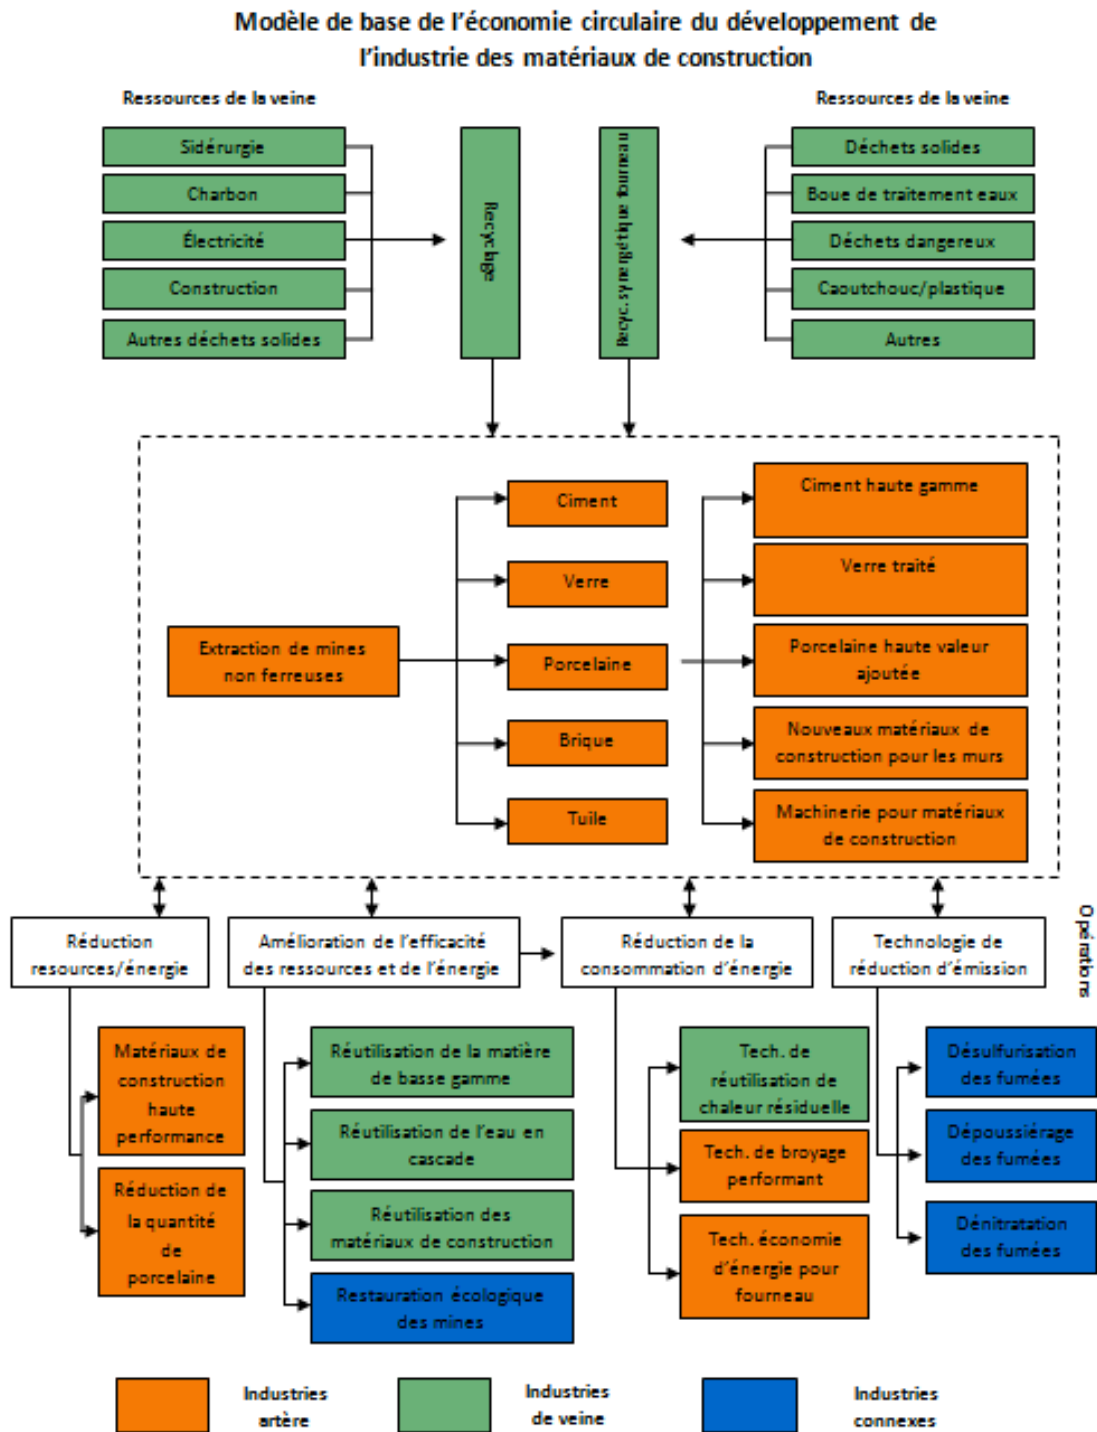 Modèle de base de l'économie circulaire du développement de
l'industrie des matériaux de construction
Ressources de la veine
Ressources de la veine
Sidérurgie
Charbon
Électricité
Construction
Autres déchets solides
Recyclage
Recyc. synergétique fourneau
Déchets solides
Boue de traitement eaux
Déchets dangereux
Caoutchouc/plastique
Autres
Extraction de mines
non ferreuses
Ciment
Verre
Porcelaine
Brique
Tuile
Ciment haute gamme
Verre traité
Porcelaine haute valeur
ajoutée
Nouveaux matériaux de
construction pour les murs
Machinerie pour matériaux
de construction
Opérations
Réduction
resources/énergie
Amélioration de l'efficacité
des ressources et de l'énergie
Réduction de la
consommation d'énergie
Technologie de
réduction d'émission
Matériaux de
construction
haute
performance
Réduction de
la quantité
de
porcelaine
Réutilisation de la matière
de basse gamme
Réutilisation de l'eau en
cascade
Réutilisation des
matériaux de construction
Restauration écologique
des mines
Tech. de
réutilisation de
chaleur résiduelle
Tech. de broyage
performant
Tech. économie
d'énergie pour
fourneau
Désulfurisation
des fumées
Dépoussiérage
des fumées
Dénitratation
des fumées
Industries
artère
Industries
de veine
Industries
connexes